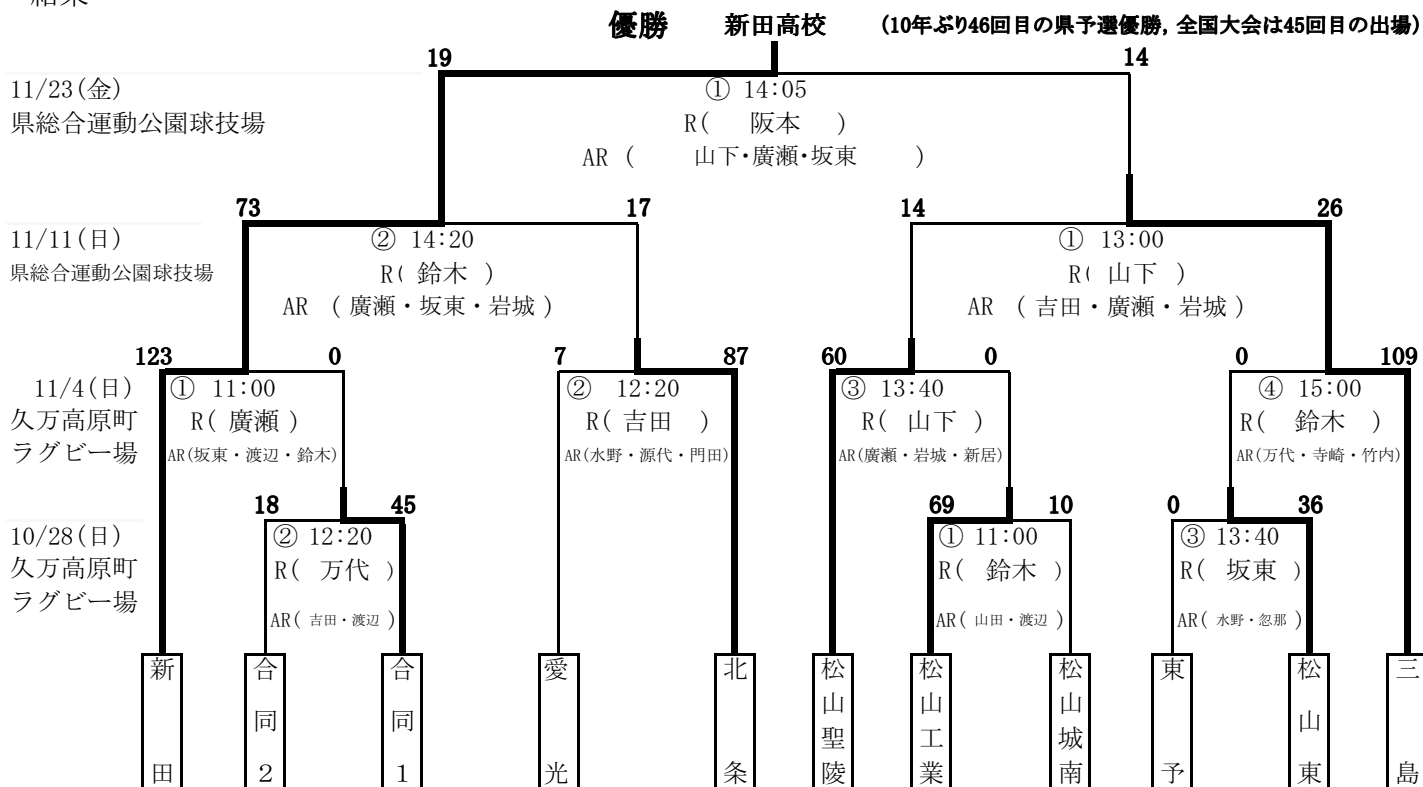 結果
優勝 新田高校 (10年ぶり46回目の県予選優勝, 全国大会は45回目の出場)
19 14
11/23(金)
県総合運動公園球技場
① 14:05
R( 阪本 )
AR ( 山下・廣瀬・坂東 )
73 17 14 26
11/11(日)
県総合運動公園球技場
② 14:20
R( 鈴木 )
AR ( 廣瀬・坂東・岩城 )
① 13:00
R( 山下 )
AR ( 吉田・廣瀬・岩城 )
123 0 7 87 60 0 0 109
11/4(日)
久万高原町
ラグビー場
① 11:00
R( 廣瀬 )
AR(坂東・渡辺・鈴木)
② 12:20
R( 吉田 )
AR(水野・源代・門田)
③ 13:40
R( 山下 )
AR(廣瀬・岩城・新居)
④ 15:00
R( 鈴木 )
AR(万代・寺崎・竹内)
18 45 69 10 0 36
10/28(日)
久万高原町
ラグビー場
② 12:20
R( 万代 )
AR( 吉田・渡辺 )
① 11:00
R( 鈴木 )
AR( 山田・渡辺 )
③ 13:40
R( 坂東 )
AR( 水野・忽那 )
新田
合同2
合同1
愛光
北条
松山聖陵
松山工業
松山城南
東予
松山東
三島